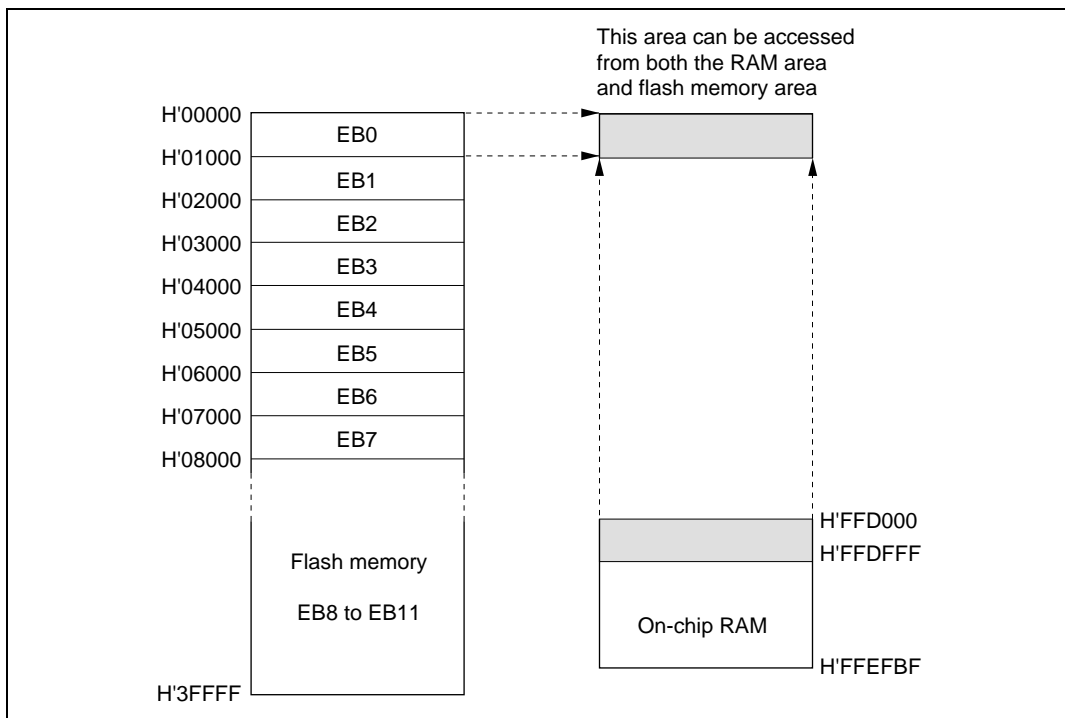 This area can be accessed
from both the RAM area
and flash memory area
H'00000
EB0
H'01000
EB1
H'02000
EB2
H'03000
EB3
H'04000
EB4
H'05000
EB5
H'06000
EB6
H'07000
EB7
H'08000
Flash memory
EB8 to EB11
H'3FFFF
H'FFD000
H'FFDFFF
On-chip RAM
H'FFEFBF